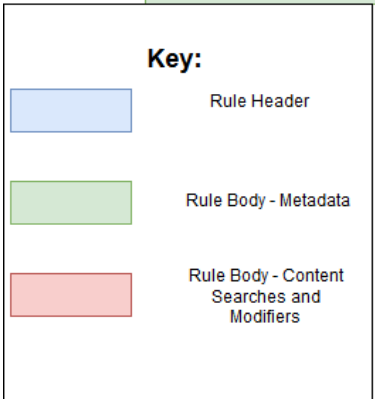 Key:
Rule Header
Rule Body - Metadata
Rule Body - Content
Searches and
Modifiers